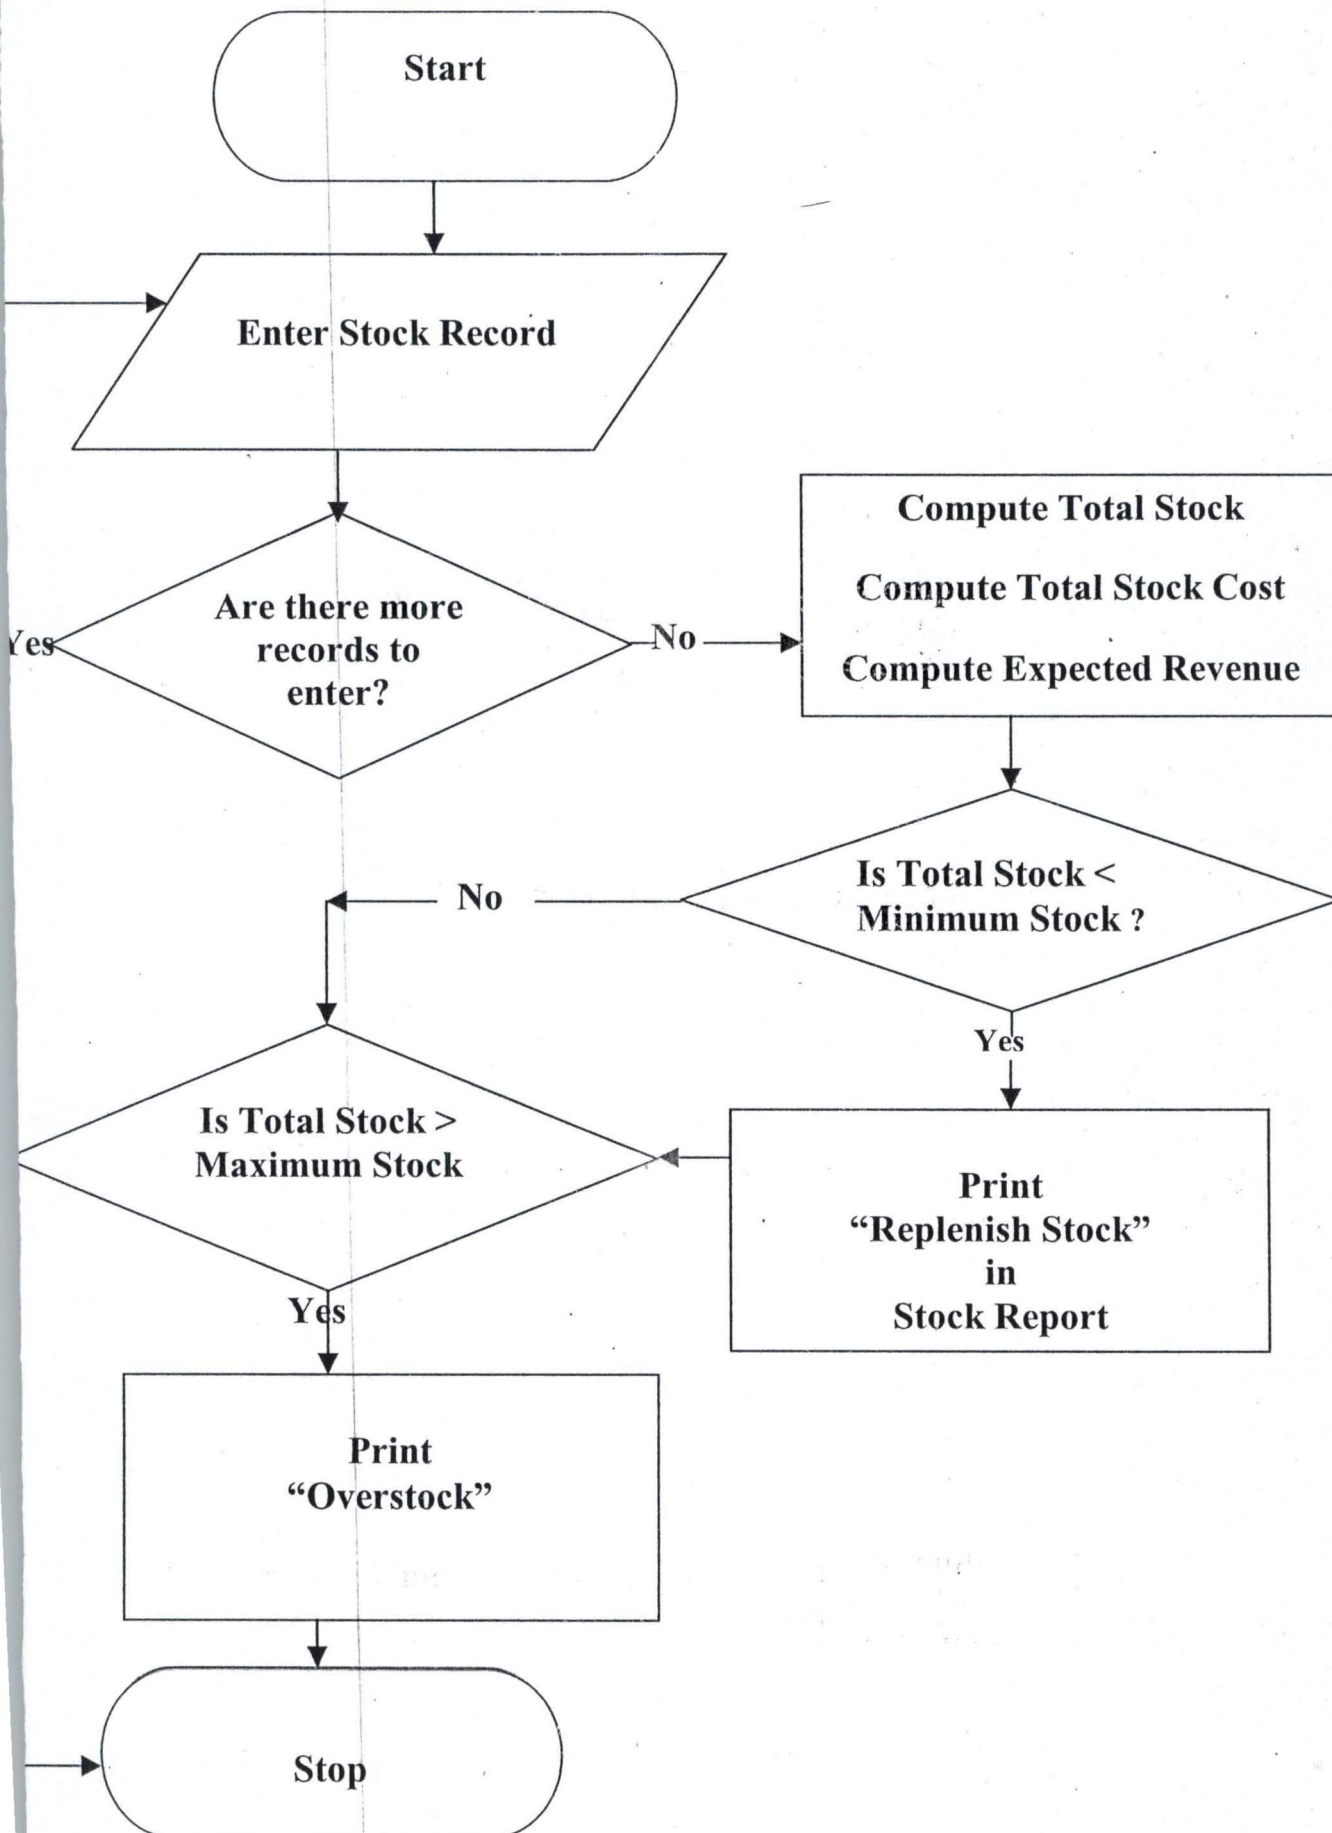 Start
Enter Stock Record
Are there more
records to
enter?
Yes
No
Compute Total Stock
Compute Total Stock Cost
Compute Expected Revenue
Is Total Stock <
Minimum Stock ?
No
Yes
Is Total Stock >
Maximum Stock
Print
“Replenish Stock”
in
Stock Report
Yes
Print
“Overstock”
Stop